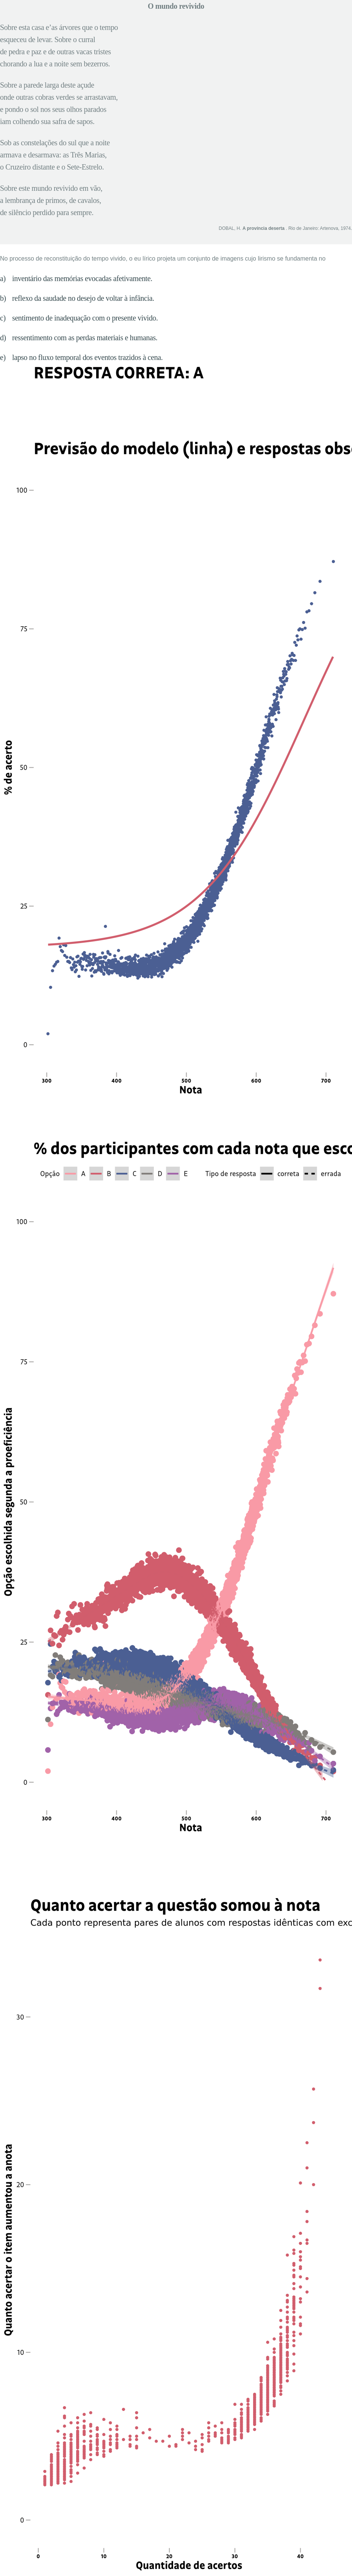 O mundo revivido
Sobre esta casa e'as árvores que o tempo
esqueceu de levar. Sobre o curral
de pedra e paz e de outras vacas tristes
chorando a lua e a noite sem bezerros.
Sobre a parede larga deste açude
onde outras cobras verdes se arrastavam,
e pondo o sol nos seus olhos parados
iam colhendo sua safra de sapos.
Sob as constelações do sul que a noite
armava e desarmava: as Três Marias,
o Cruzeiro distante e o Sete-Estrelo.
Sobre este mundo revivido em vão,
a lembrança de primos, de cavalos,
de silêncio perdido para sempre.
DOBAL, H. A província deserta. Rio de Janeiro: Artenova, 1974.
No processo de reconstituição do tempo vivido, o eu lírico projeta um conjunto de imagens cujo lirismo se fundamenta no
a) inventário das memórias evocadas afetivamente.
b) reflexo da saudade no desejo de voltar à infância.
c) sentimento de inadequação com o presente vivido.
d) ressentimento com as perdas materiais e humanas.
e) lapso no fluxo temporal dos eventos trazidos à cena.
RESPOSTA CORRETA: A
Previsão do modelo (linha) e respostas obs
100
75
50
25
0
% de acerto
300 400 500 600 700
Nota
% dos participantes com cada nota que esco
Opção A B C D E Tipo de resposta correta errada
100
75
50
25
0
Opção escolhida segunda a proeficiência
300 400 500 600 700
Nota
Quanto acertar a questão somou à nota
Cada ponto representa pares de alunos com respostas idênticas com exc
30
20
10
0
Quanto acertar o item aumentou a anota
0 10 20 30 40
Quantidade de acertos